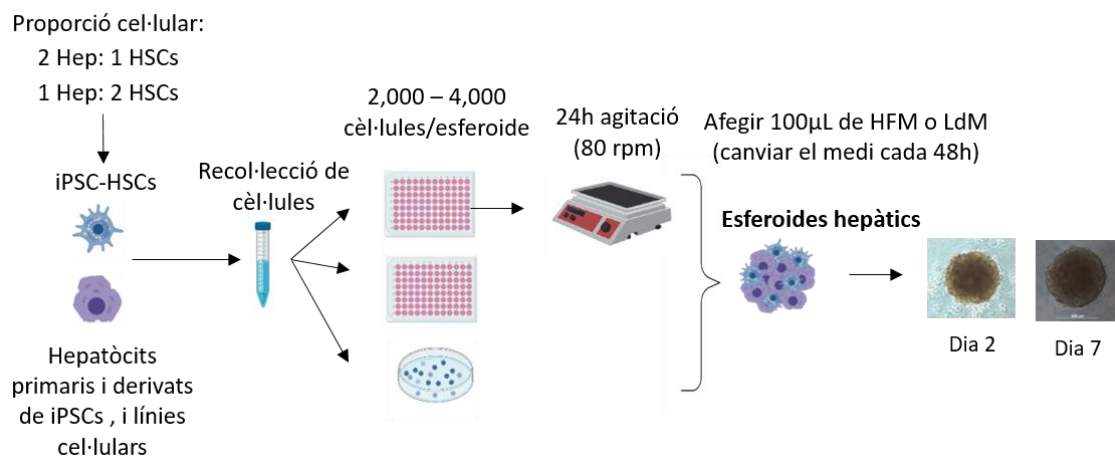 Proporció cel·lular:
2 Hep: 1 HSCs
1 Hep: 2 HSCs
iPSC-HSCs
Hepatòcits
primaris i derivats
de iPSCs , i línies
cel·lulars
Recol·lecció de
cèl·lules
2,000 – 4,000
cèl·lules/esferoide
24h agitació
(80 rpm)
Afegir 100µL de HFM o LdM
(canviar el medi cada 48h)
Esferoides hepàtics
Dia 2
Dia 7